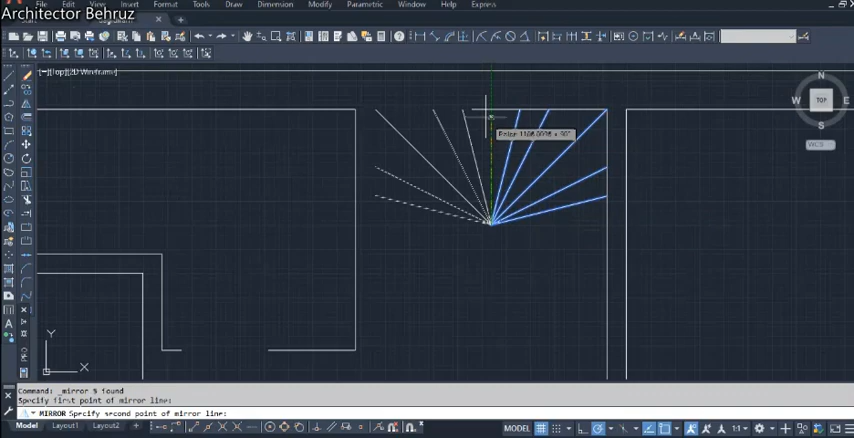 File Edit View Insert Format Tools Draw Dimension Modify Parametric Window Help Express
Architector Behruz
[—][Top][2D Wireframe]
N
W TOP E
S
WCS
Y
X
Command: _mirror 5 found
Specify first point of mirror line:
MIRROR Specify second point of mirror line:
Model Layout1 Layout2 + MODEL 1:1